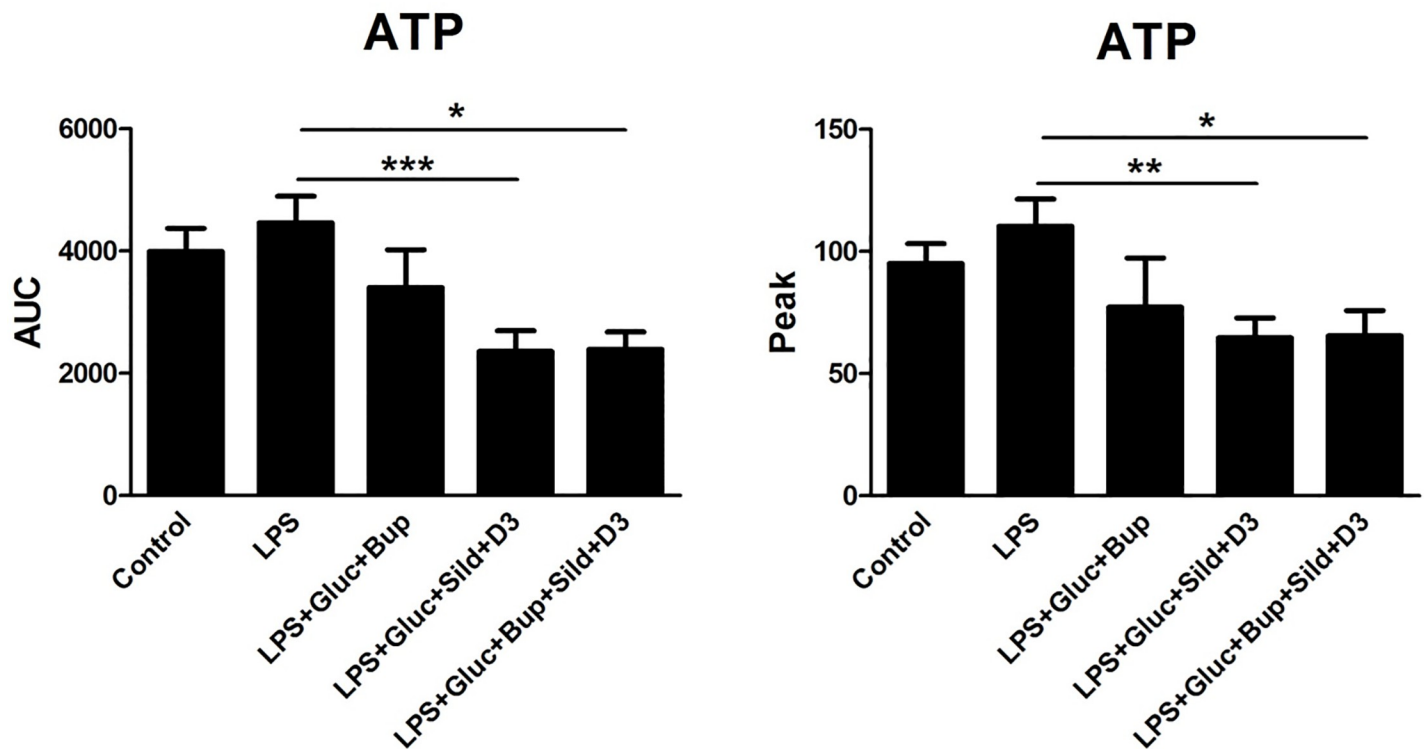 ATP
*
***
6000
4000
2000
0
AUC
Control
LPS
LPS+Gluc+Bup
LPS+Gluc+Sild+D3
LPS+Gluc+Bup+Sild+D3
ATP
*
**
150
100
50
0
Peak
Control
LPS
LPS+Gluc+Bup
LPS+Gluc+Sild+D3
LPS+Gluc+Bup+Sild+D3